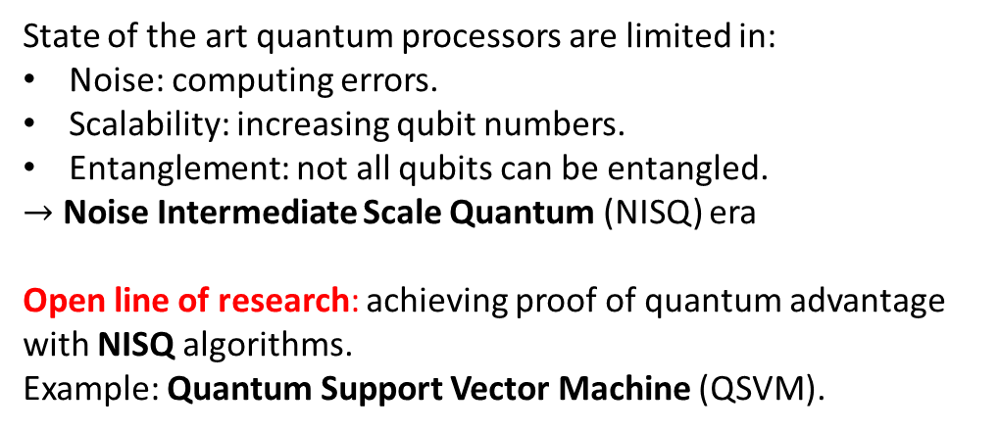 State of the art quantum processors are limited in:
• Noise: computing errors.
• Scalability: increasing qubit numbers.
• Entanglement: not all qubits can be entangled.
→ Noise Intermediate Scale Quantum (NISQ) era
Open line of research: achieving proof of quantum advantage
with NISQ algorithms.
Example: Quantum Support Vector Machine (QSVM).